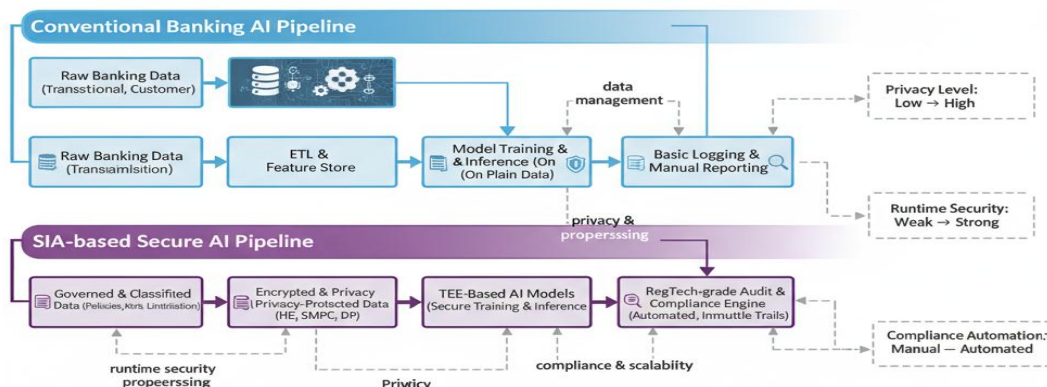 Conventional Banking AI Pipeline
Raw Banking Data
(Transstional, Customer)
data
management
Privacy Level:
Low → High
Raw Banking Data
(Transiamlsition)
ETL &
Feature Store
Model Training &
& Inference (On
(On Plain Data)
Basic Logging &
Manual Reporting
privacy &
properssing
Runtime Security:
Weak → Strong
SIA-based Secure AI Pipeline
Governed & Classifited
Data
Encrypted & Privacy
Privacy-Protscted Data
(HE, SMPC, DP)
TEE-Based AI Models
(Secure Training & Inference
RegTech-grade Audit &
Compliance Engine
(Automated, Inmuttle Trails)
Compliance Automation:
Manual — Automated
runtime security
propeerssing
Privicy
compliance & scalability